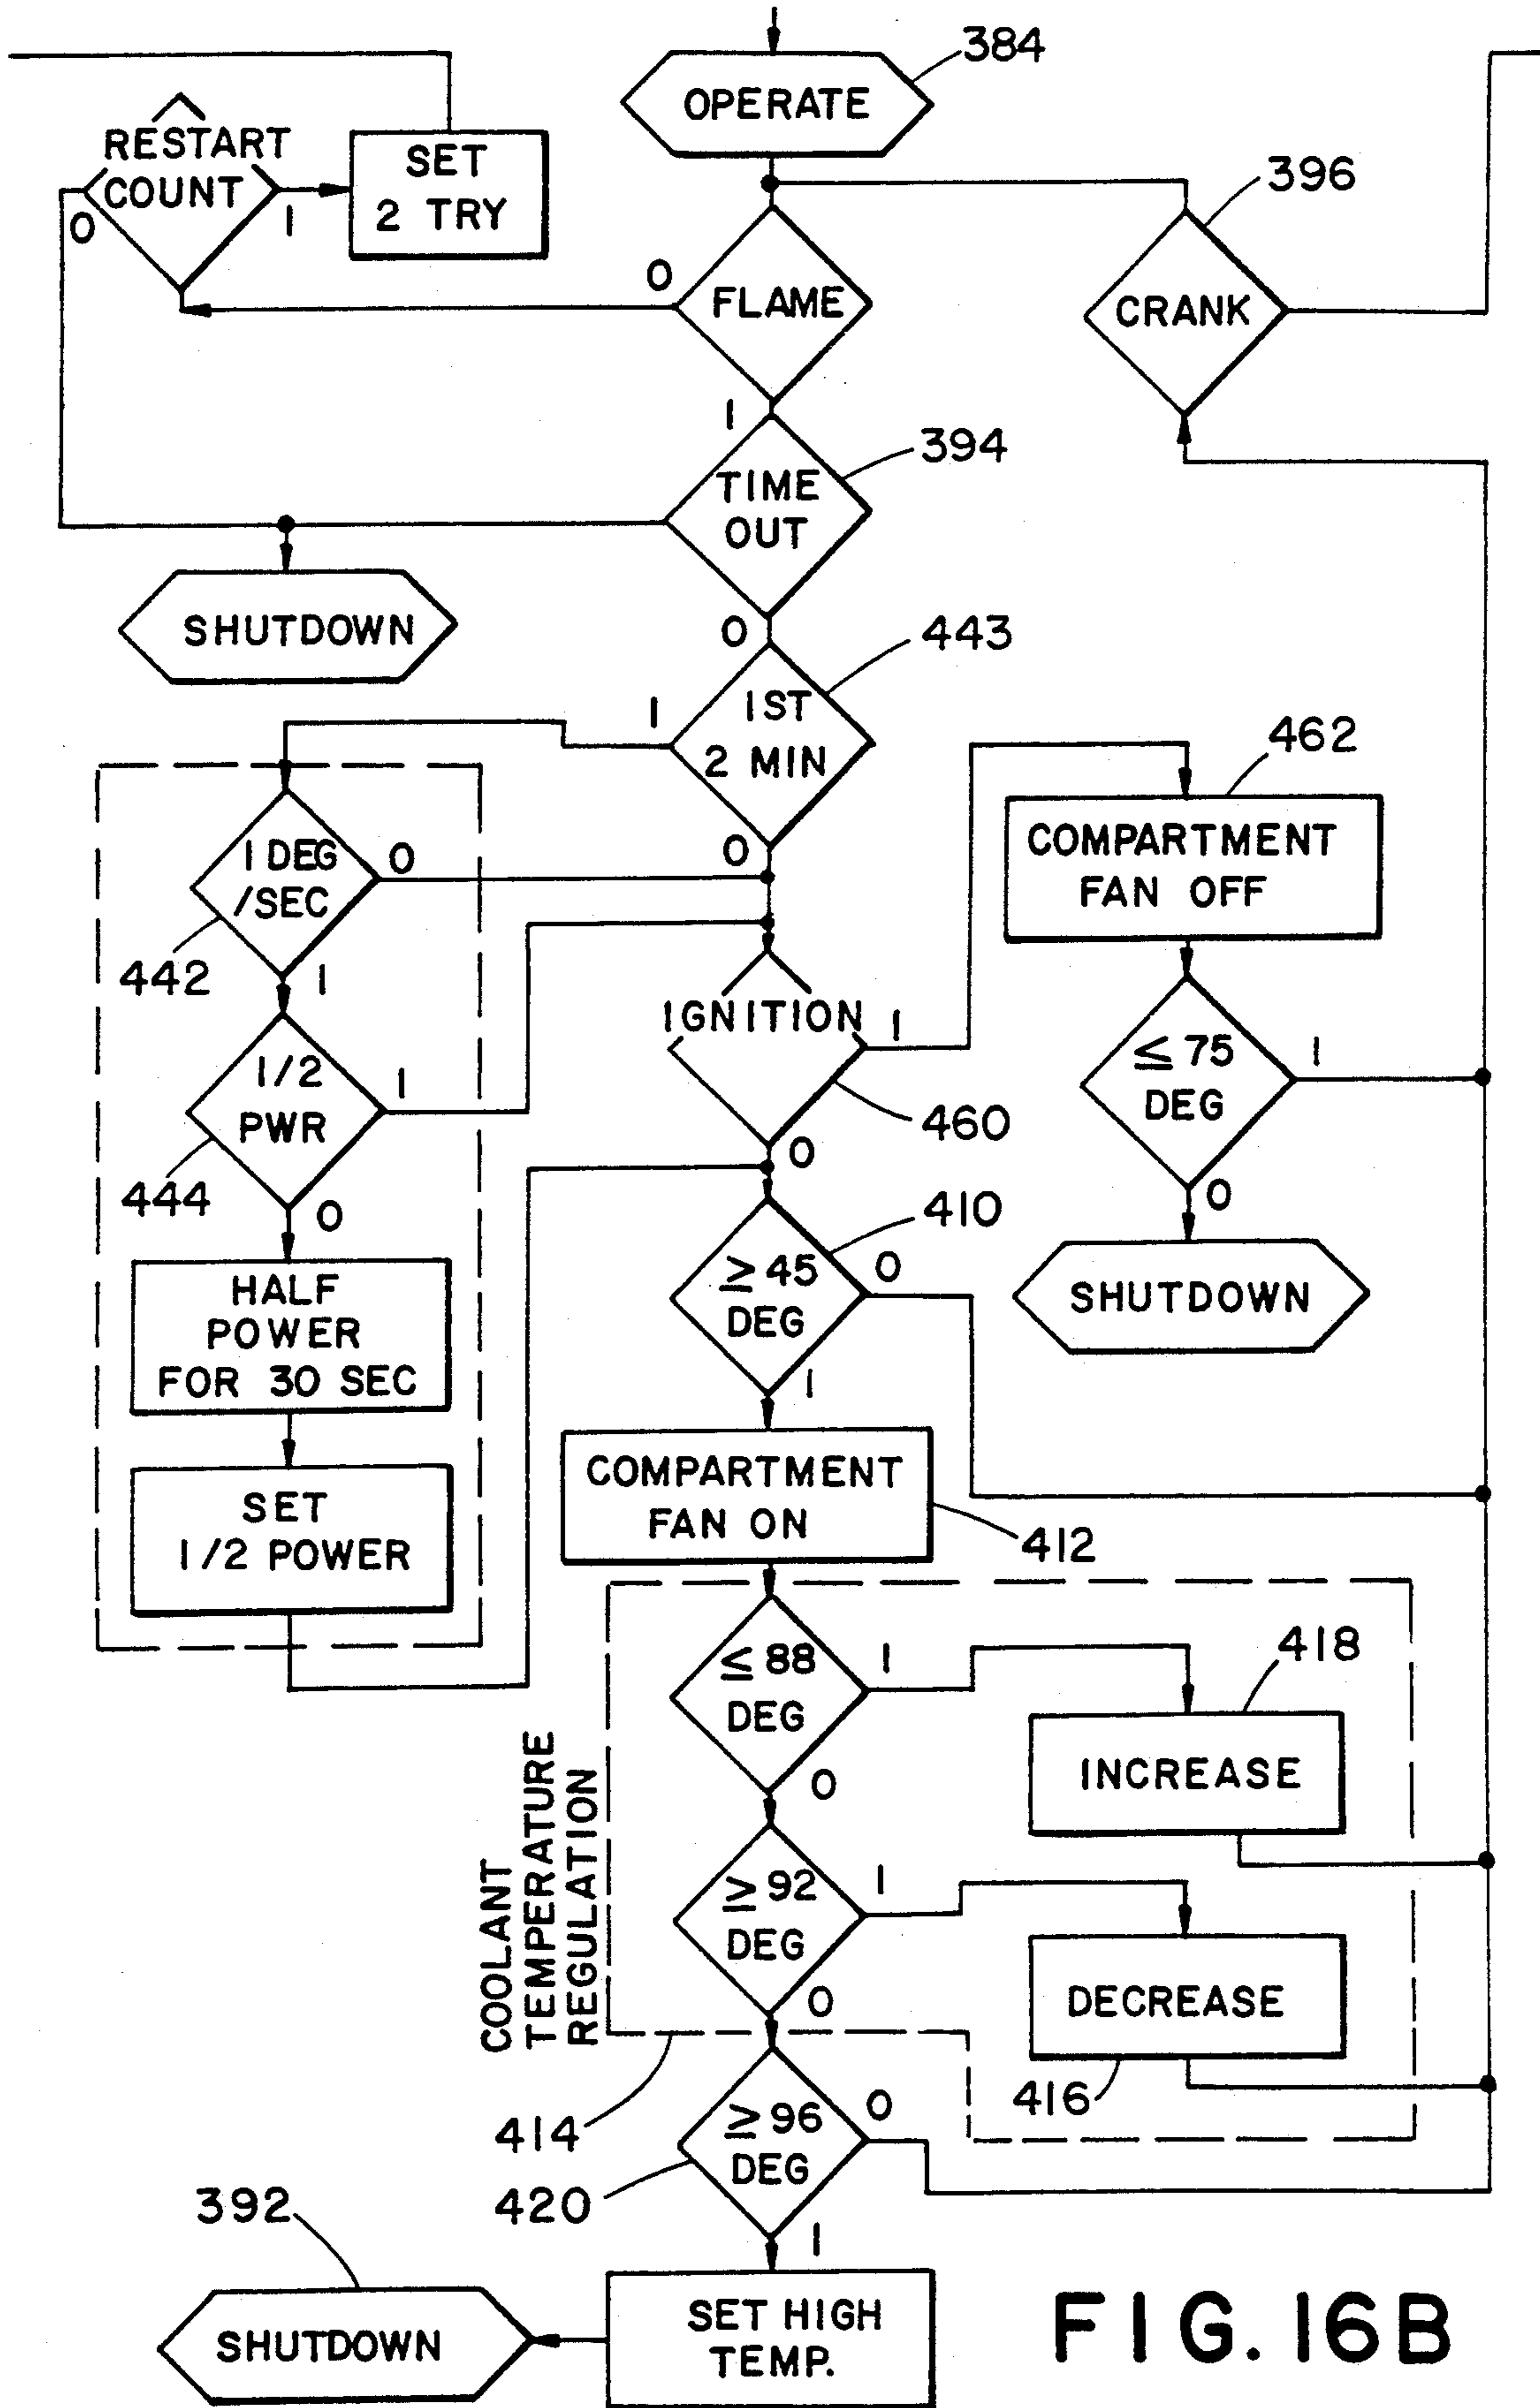 384
OPERATE
RESTART
COUNT
0
1
SET
2 TRY
396
0
FLAME
CRANK
1
394
TIME
OUT
SHUTDOWN
0
443
1
1ST
2 MIN
0
462
COMPARTMENT
FAN OFF
1 DEG
/SEC
0
442
1
IGNITION
1
460
0
≤ 75
DEG
1
0
SHUTDOWN
1/2
PWR
1
444
0
410
≥ 45
DEG
0
1
HALF
POWER
FOR 30 SEC
SET
1/2 POWER
COMPARTMENT
FAN ON
412
≤ 88
DEG
1
0
418
INCREASE
COOLANT
TEMPERATURE
REGULATION
≥ 92
DEG
1
0
DECREASE
416
414
≥ 96
DEG
0
420
1
392
SHUTDOWN
SET HIGH
TEMP.
FIG. 16B